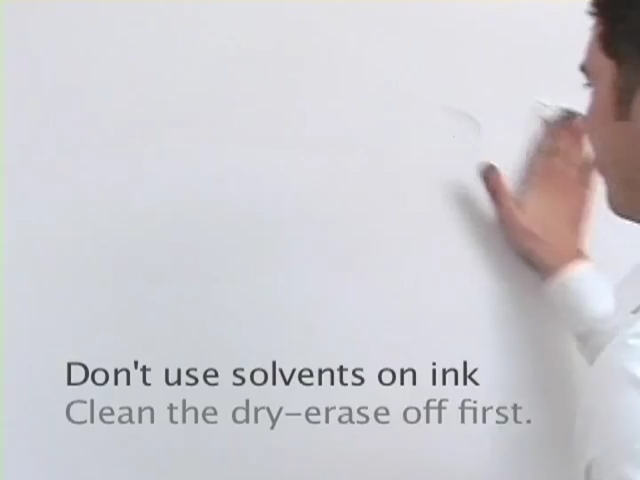 Don't use solvents on ink
Clean the dry-erase off first.